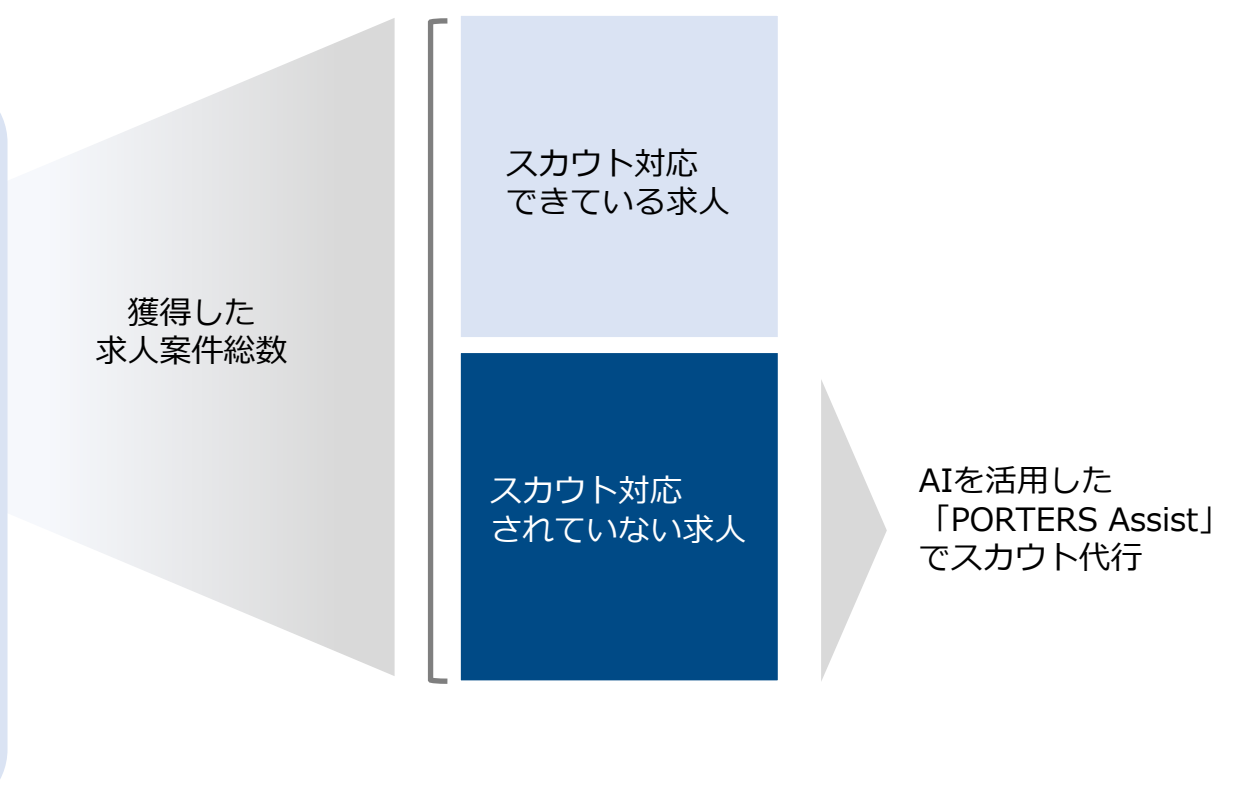 獲得した
求人案件総数
スカウト対応
できている求人
スカウト対応
されていない求人
AIを活用した
「PORTERS Assist」
でスカウト代行